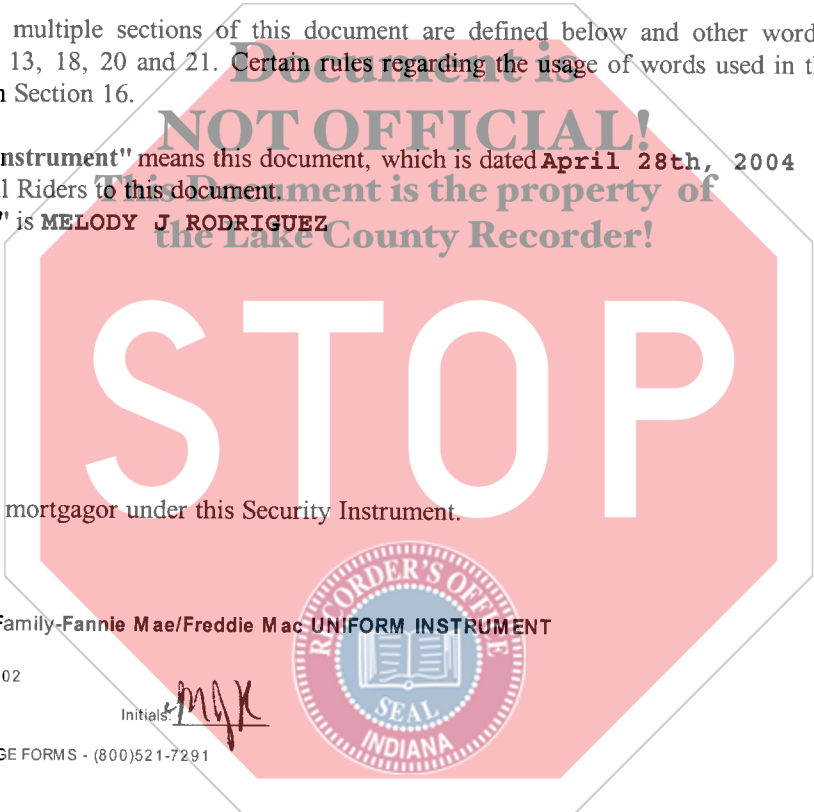 multiple sections of this document are defined below and other word
Document is
13, 18, 20 and 21. Certain rules regarding the usage of words used in th
n Section 16.
NOT OFFICIAL!
nstrument" means this document, which is dated April 28th, 2004
l Riders to this document.
This Document is the property of
" is MELODY J RODRIGUEZ
the Lake County Recorder!
STOP
mortgagor under this Security Instrument.
RECORDER'S OFFICE
SEAL
INDIANA
Family-Fannie Mae/Freddie Mac UNIFORM INSTRUMENT
02
Initials: MJR
GE FORMS - (800)521-7291